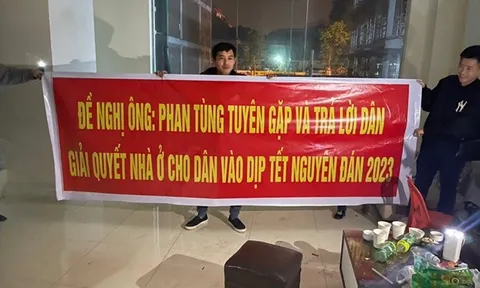 ĐỀ NGHỊ ÔNG: PHAN TÙNG TUYÊN GẶP VÀ TRẢ LỜI DÂN
GIẢI QUYẾT NHÀ Ở CHO DÂN VÀO DỊP TẾT NGUYÊN ĐÁN 2023